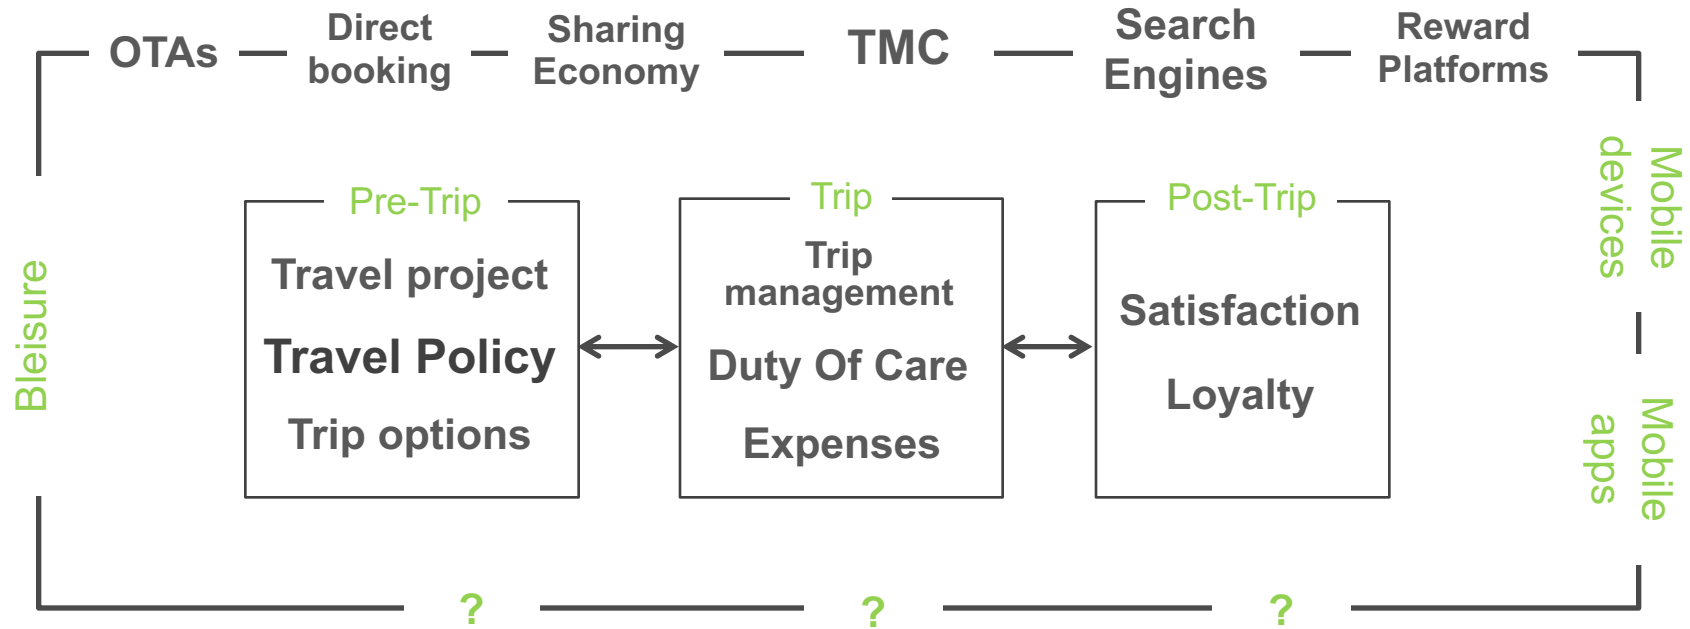 OTAs
Direct
booking
Sharing
Economy
TMC
Search
Engines
Reward
Platforms
Bleisure
Pre-Trip
Travel project
Travel Policy
Trip options
Trip
Trip
management
Duty Of Care
Expenses
Post-Trip
Satisfaction
Loyalty
Mobile
devices
Mobile
apps
?
?
?